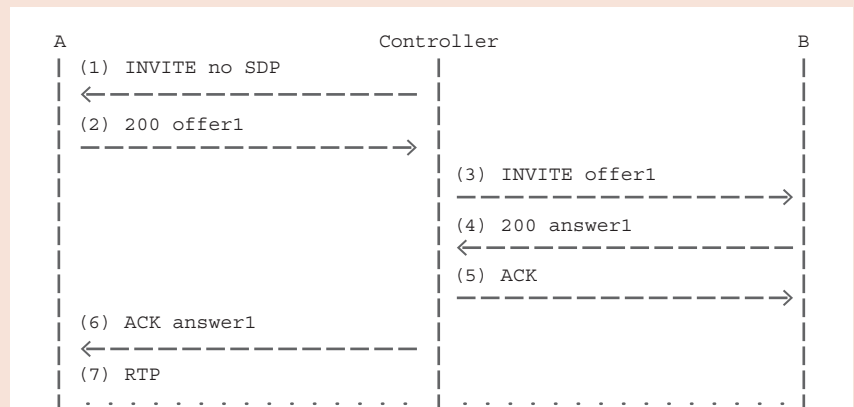 A Controller B
(1) INVITE no SDP
(2) 200 offer1
(3) INVITE offer1
(4) 200 answer1
(5) ACK
(6) ACK answer1
(7) RTP